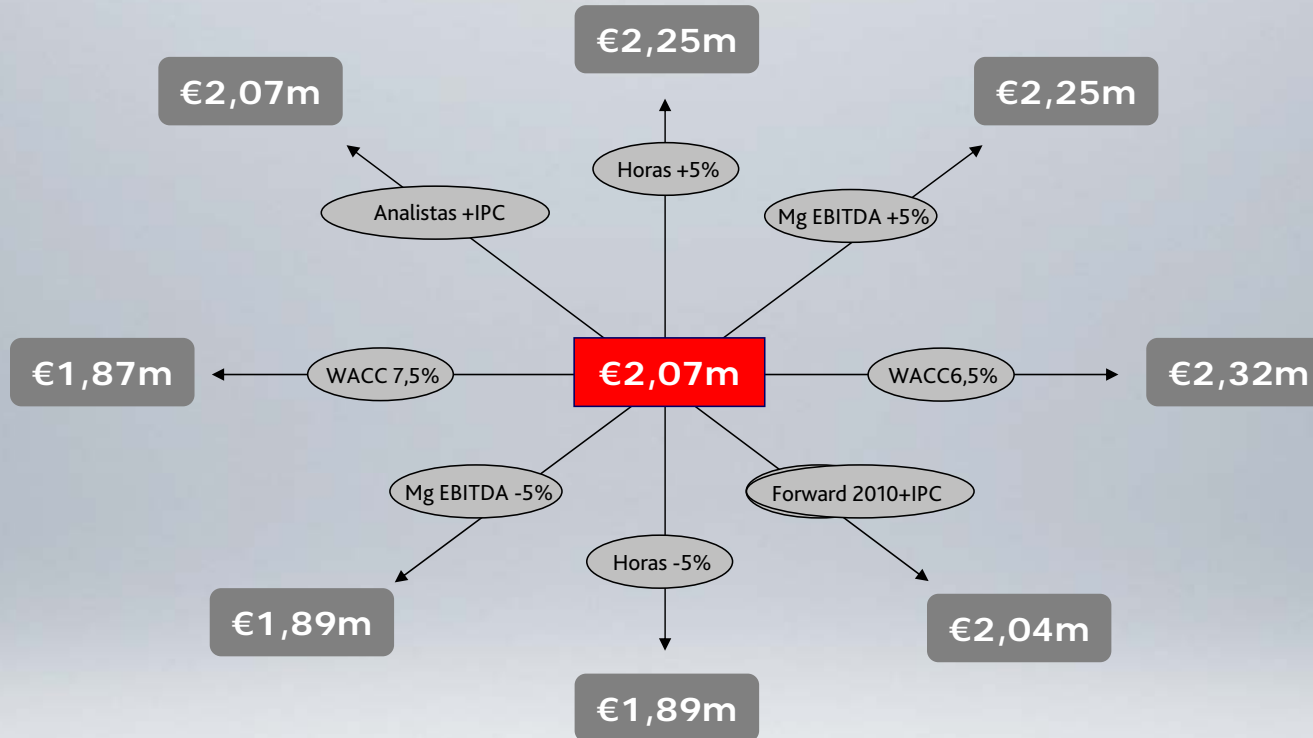 €2,25m
€2,07m
€2,25m
Horas +5%
Analistas +IPC
Mg EBITDA +5%
€1,87m
WACC 7,5%
€2,07m
WACC6,5%
€2,32m
Mg EBITDA -5%
Forward 2010+IPC
Horas -5%
€1,89m
€2,04m
€1,89m